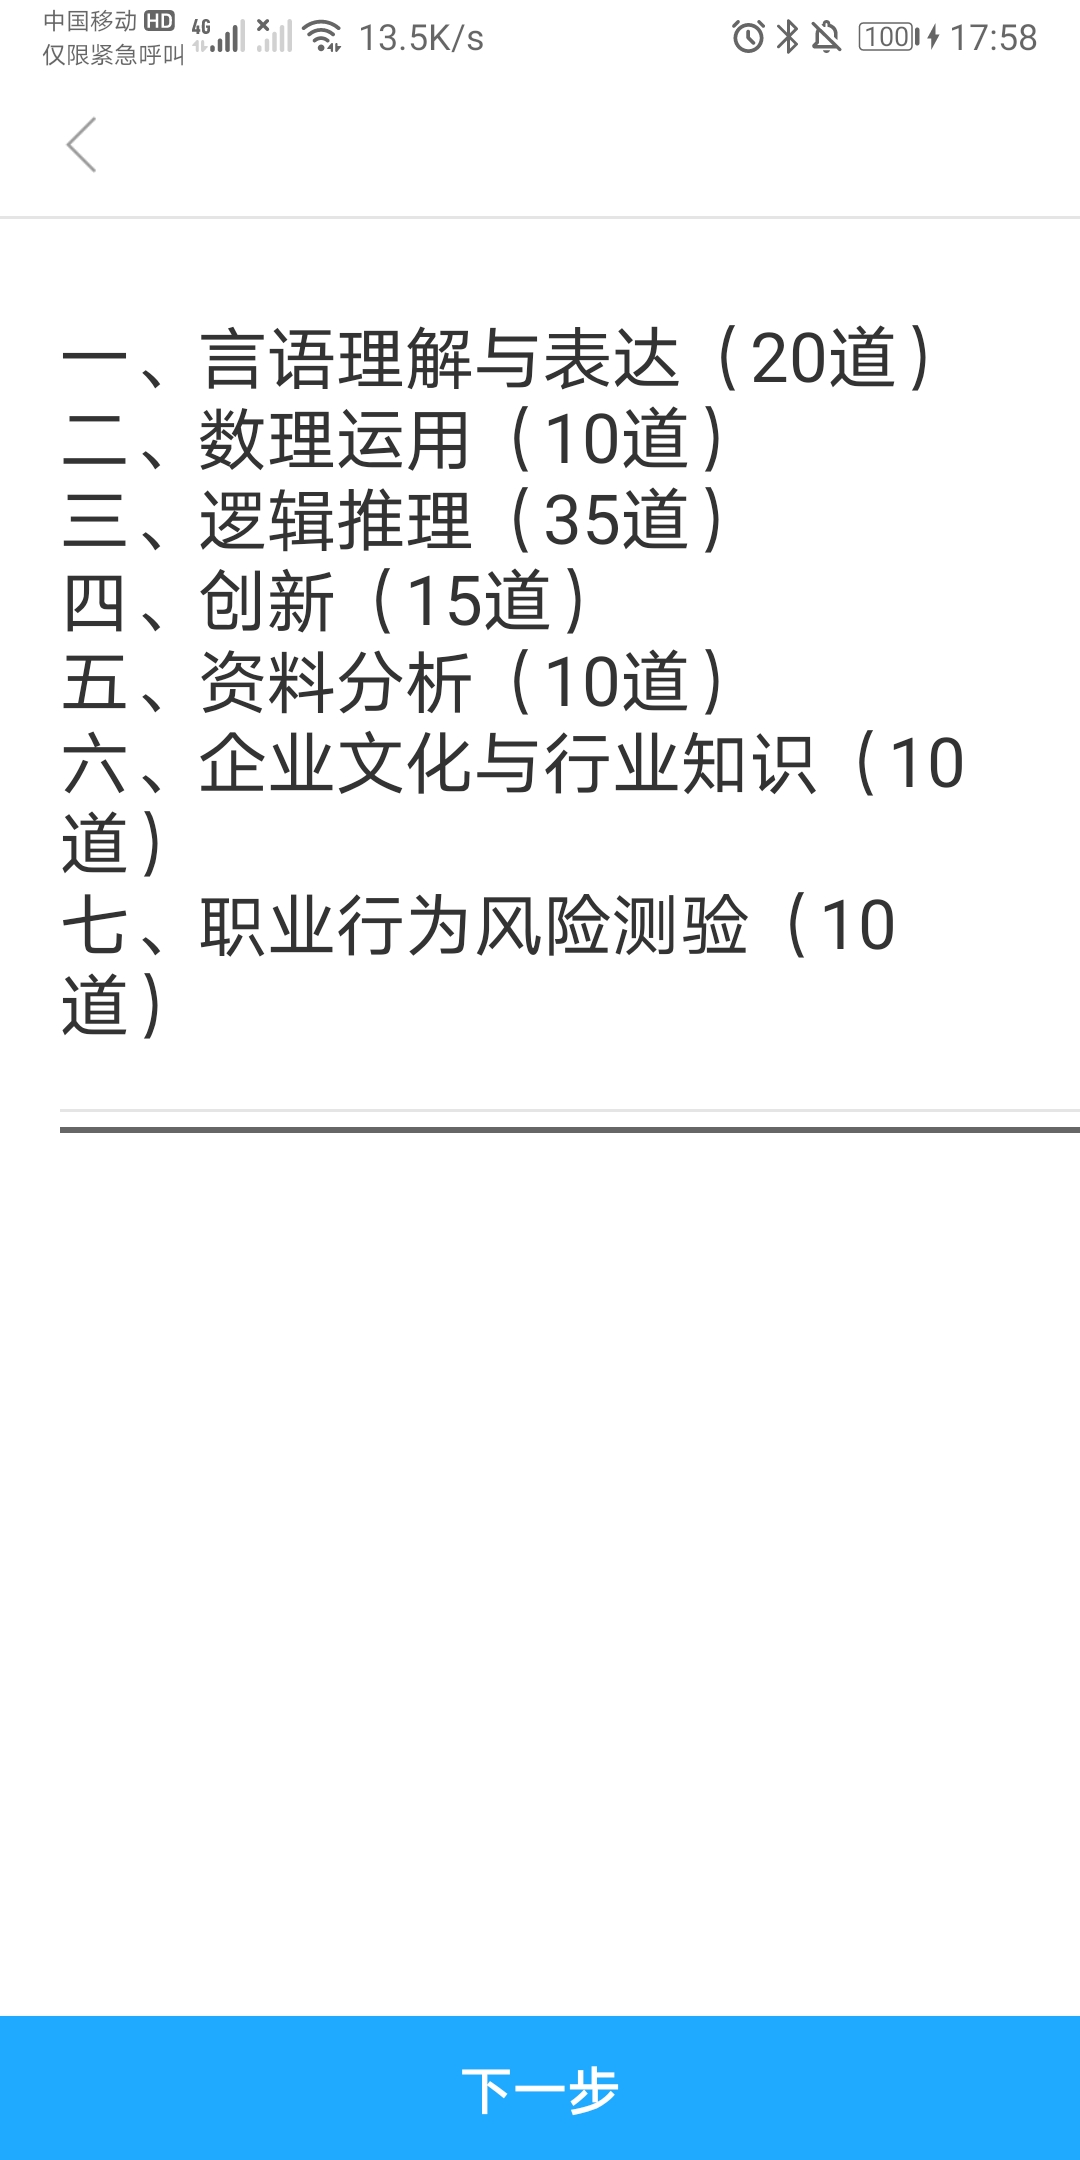 中国移动 HD 4G 13.5K/s 100 17:58
仅限紧急呼叫
一、言语理解与表达（20道）
二、数理运用（10道）
三、逻辑推理（35道）
四、创新（15道）
五、资料分析（10道）
六、企业文化与行业知识（10
道）
七、职业行为风险测验（10
道）
下一步